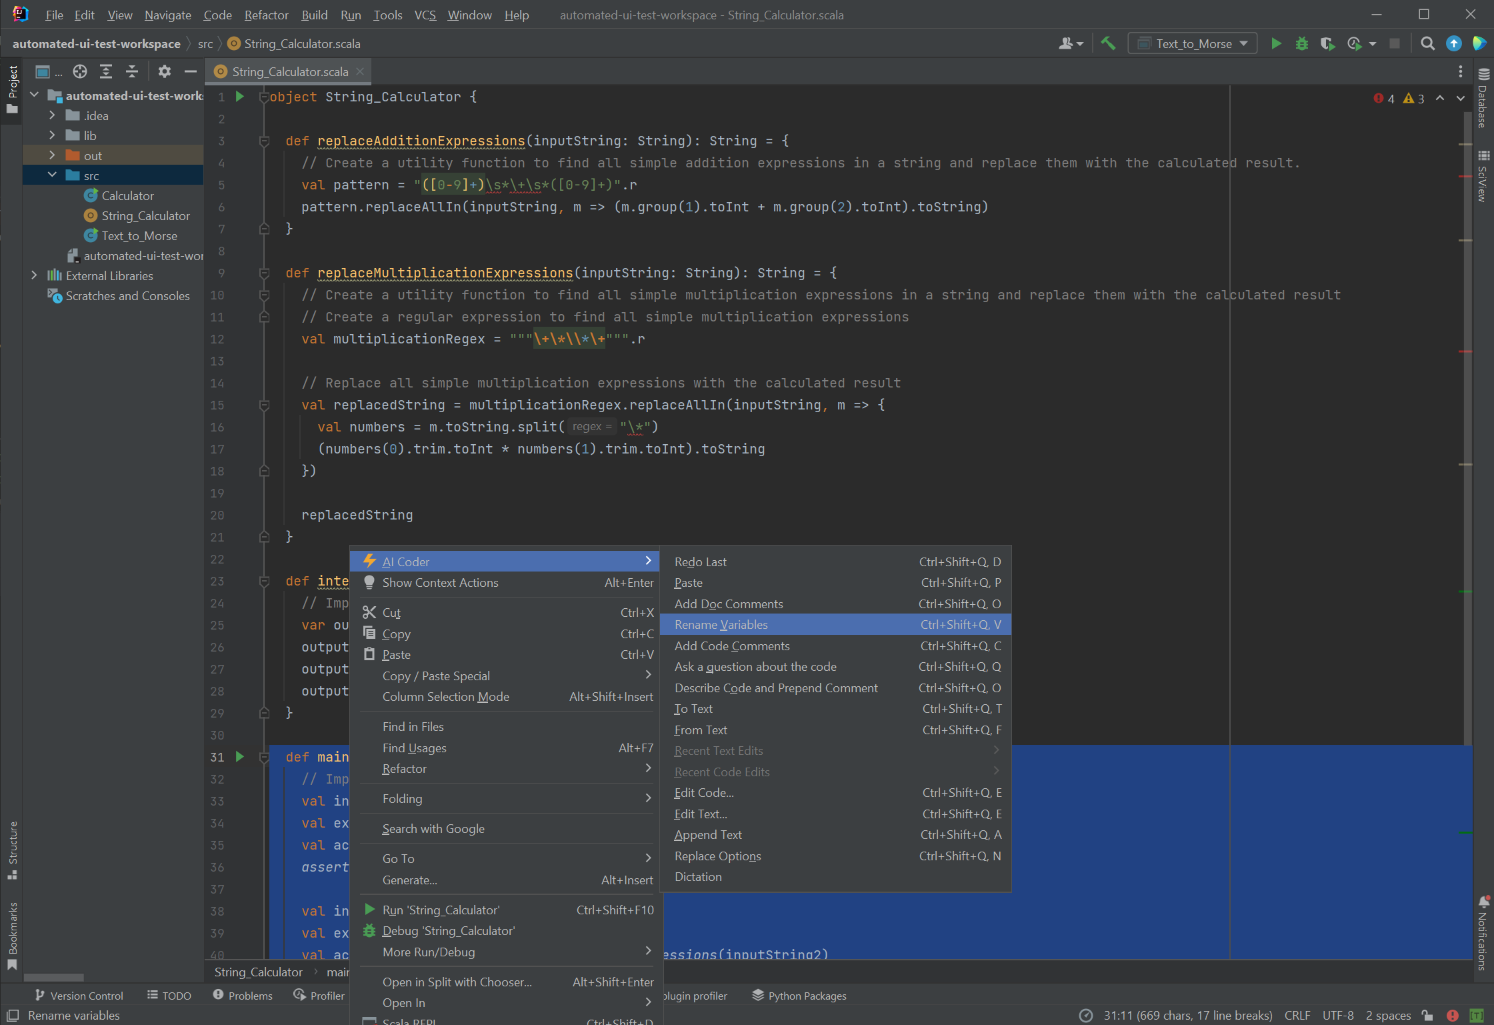 File Edit View Navigate Code Refactor Build Run Tools VCS Window Help automated-ui-test-workspace - String_Calculator.scala
automated-ui-test-workspace src String_Calculator.scala Text_to_Morse
Project ... String_Calculator.scala
automated-ui-test-work
.idea
lib
out
src
Calculator
String_Calculator
Text_to_Morse
automated-ui-test-wor
External Libraries
Scratches and Consoles
Structure
Bookmarks
4 3
1 object String_Calculator {
2
3 def replaceAdditionExpressions(inputString: String): String = {
4 // Create a utility function to find all simple addition expressions in a string and replace them with the calculated result.
5 val pattern = "([0-9]+)\s*\+\s*([0-9]+)".r
6 pattern.replaceAllIn(inputString, m => (m.group(1).toInt + m.group(2).toInt).toString)
7 }
8
9 def replaceMultiplicationExpressions(inputString: String): String = {
10 // Create a utility function to find all simple multiplication expressions in a string and replace them with the calculated result
11 // Create a regular expression to find all simple multiplication expressions
12 val multiplicationRegex = """\+\*\\*\+""".r
13
14 // Replace all simple multiplication expressions with the calculated result
15 val replacedString = multiplicationRegex.replaceAllIn(inputString, m => {
16 val numbers = m.toString.split( regex = "\*")
17 (numbers(0).trim.toInt * numbers(1).trim.toInt).toString
18 })
19
20 replacedString
21 }
22
23 def inte
24 // Imp
25 var ou
26 output
27 output
28 output
29 }
30
31 def main
32 // Imp
33 val in
34 val ex
35 val ac
36 assert
37
38 val in
39 val ex
40 val ac essions(inputString2)
AI Coder
Show Context Actions Alt+Enter
Cut Ctrl+X
Copy Ctrl+C
Paste Ctrl+V
Copy / Paste Special
Column Selection Mode Alt+Shift+Insert
Find in Files
Find Usages Alt+F7
Refactor
Folding
Search with Google
Go To
Generate... Alt+Insert
Run 'String_Calculator' Ctrl+Shift+F10
Debug 'String_Calculator'
More Run/Debug
Open in Split with Chooser... Alt+Shift+Enter
Open In
Scala REPL Ctrl+Shift+D
Redo Last Ctrl+Shift+Q, D
Paste Ctrl+Shift+Q, P
Add Doc Comments Ctrl+Shift+Q, O
Rename Variables Ctrl+Shift+Q, V
Add Code Comments Ctrl+Shift+Q, C
Ask a question about the code Ctrl+Shift+Q, Q
Describe Code and Prepend Comment Ctrl+Shift+Q, O
To Text Ctrl+Shift+Q, T
From Text Ctrl+Shift+Q, F
Recent Text Edits
Recent Code Edits
Edit Code... Ctrl+Shift+Q, E
Edit Text... Ctrl+Shift+Q, E
Append Text Ctrl+Shift+Q, A
Replace Options Ctrl+Shift+Q, N
Dictation
Database
SciView
Notifications
String_Calculator main
Version Control TODO Problems Profiler plugin profiler Python Packages
Rename variables 31:11 (669 chars, 17 line breaks) CRLF UTF-8 2 spaces